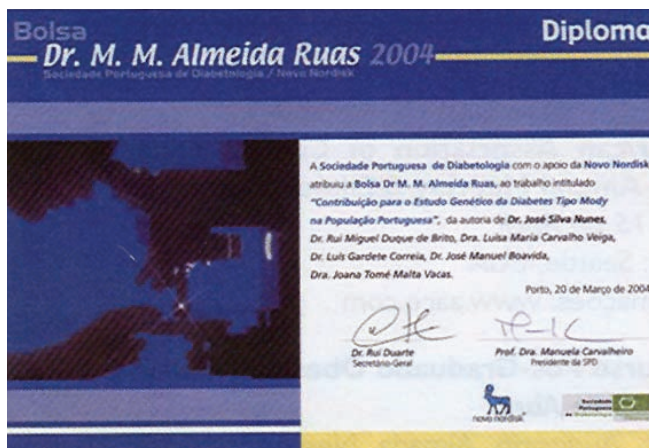 Bolsa
Diploma
Dr. M. M. Almeida Ruas 2004
Sociedade Portuguesa de Diabetologia / Novo Nordisk
A Sociedade Portuguesa de Diabetologia com o apoio da Novo Nordisk
atribuiu a Bolsa Dr M. M. Almeida Ruas, ao trabalho intitulado
"Contribuição para o Estudo Genético da Diabetes Tipo Mody
na População Portuguesa", da autoria de Dr. José Silva Nunes,
Dr. Rui Miguel Duque de Brito, Dra. Luisa Maria Carvalho Veiga,
Dr. Luis Gardete Correia, Dr. José Manuel Boavida,
Dra. Joana Tomé Malta Vacas.
Porto, 20 de Março de 2004
Dr. Rui Duarte
Secretário Geral
Prof. Dra. Manuela Carvalheiro
Presidente da SPD
novo nordisk
Sociedade
Portuguesa
de Diabetologia